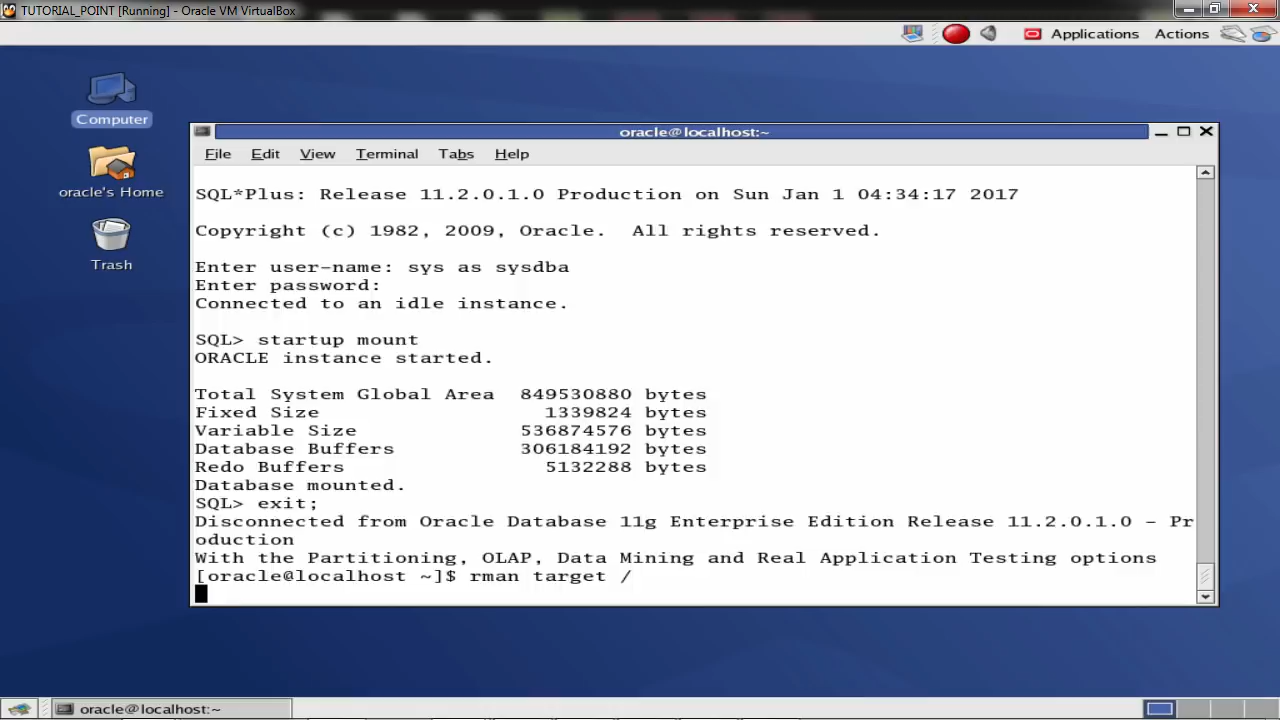 TUTORIAL_POINT [Running] - Oracle VM VirtualBox
Applications Actions
Computer
oracle's Home
Trash
oracle@localhost:~
File Edit View Terminal Tabs Help
SQL*Plus: Release 11.2.0.1.0 Production on Sun Jan 1 04:34:17 2017
Copyright (c) 1982, 2009, Oracle.  All rights reserved.
Enter user-name: sys as sysdba
Enter password:
Connected to an idle instance.
SQL> startup mount
ORACLE instance started.
Total System Global Area  849530880 bytes
Fixed Size                  1339824 bytes
Variable Size             536874576 bytes
Database Buffers          306184192 bytes
Redo Buffers                5132288 bytes
Database mounted.
SQL> exit;
Disconnected from Oracle Database 11g Enterprise Edition Release 11.2.0.1.0 - Pr
oduction
With the Partitioning, OLAP, Data Mining and Real Application Testing options
[oracle@localhost ~]$ rman target /
oracle@localhost:~